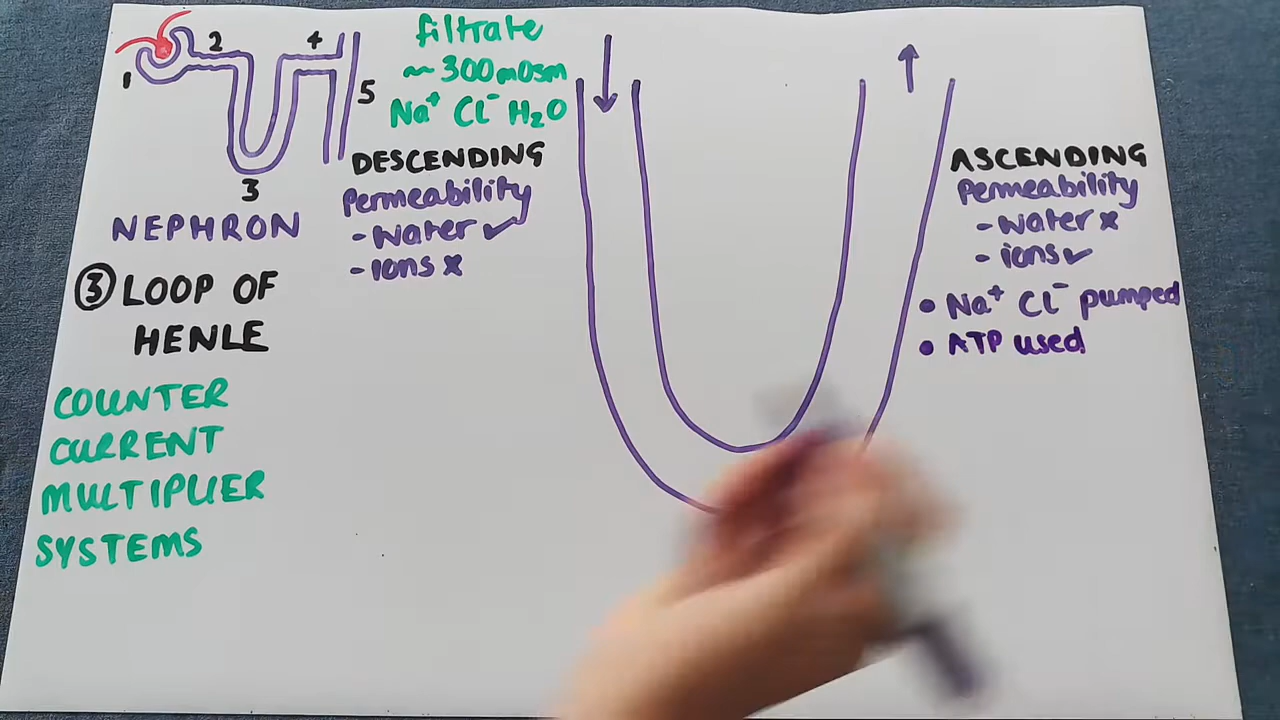 1
2
3
4
5
NEPHRON
③ LOOP OF
HENLE
COUNTER
CURRENT
MULTIPLIER
SYSTEMS
filtrate
~ 300mOsm
Na⁺ Cl⁻ H₂O
DESCENDING
Permeability
- water ✓
- ions ×
ASCENDING
Permeability
- water ×
- ions ✓
• Na⁺ Cl⁻ pumped
• ATP used